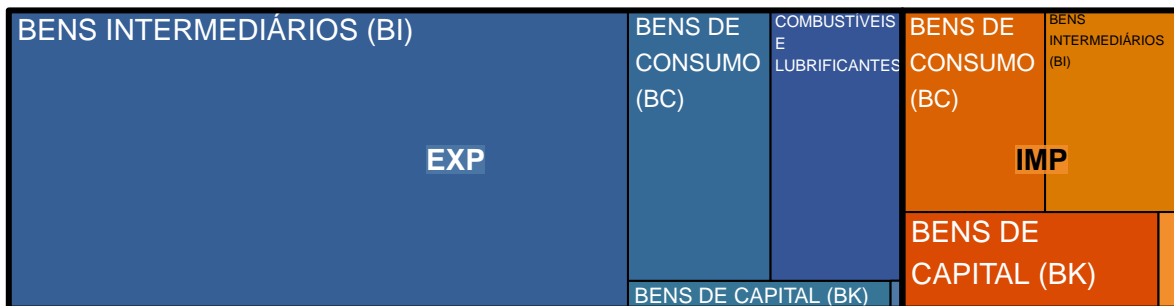 BENS INTERMEDIÁRIOS (BI)
BENS DE
CONSUMO
(BC)
COMBUSTÍVEIS
E
LUBRIFICANTES
EXP
BENS DE CAPITAL (BK)
BENS DE
CONSUMO
(BC)
BENS
INTERMEDIÁRIOS
(BI)
IMP
BENS DE
CAPITAL (BK)